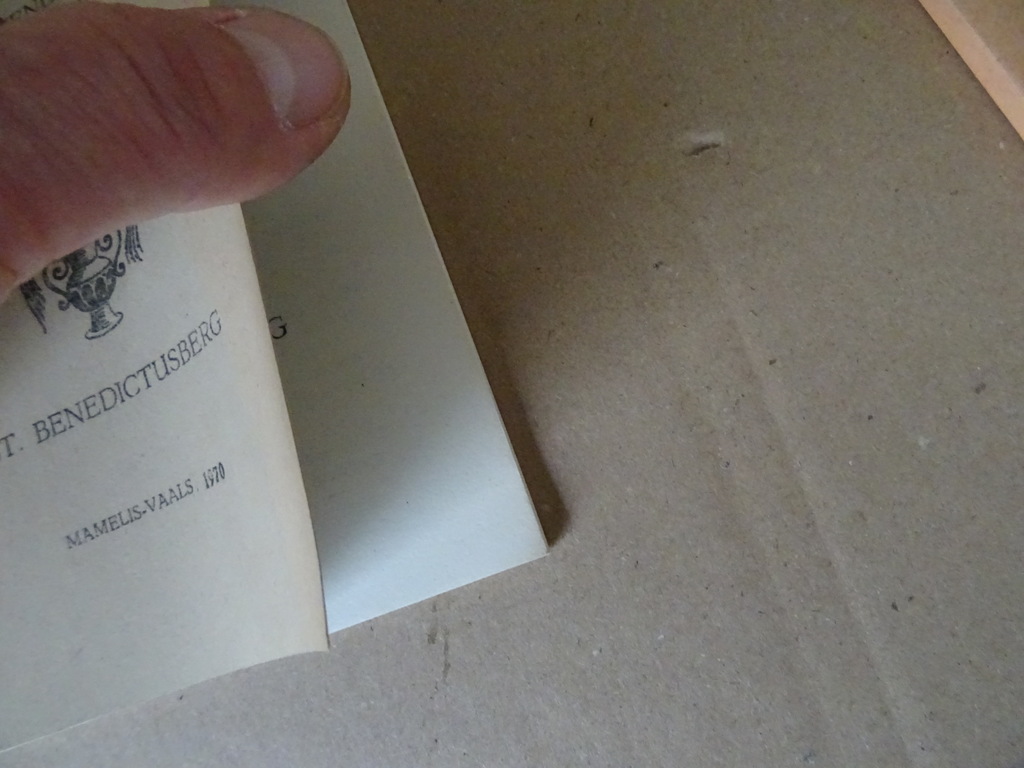 T. BENEDICTUSBERG
G
MAMELIS-VAALS. 1970